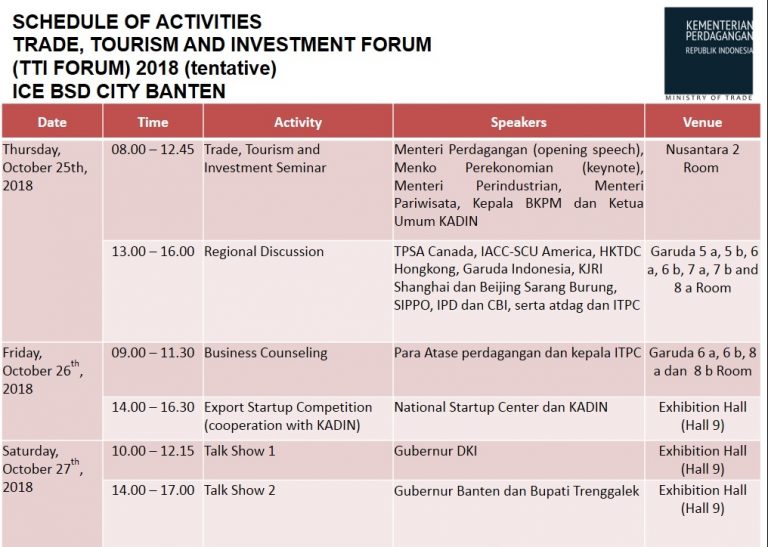 SCHEDULE OF ACTIVITIES
TRADE, TOURISM AND INVESTMENT FORUM
(TTI FORUM) 2018 (tentative)
ICE BSD CITY BANTEN
KEMENTERIAN
PERDAGANGAN
REPUBLIK INDONESIA
MINISTRY OF TRADE
Date Time Activity Speakers Venue
Thursday,
October 25th,
2018
08.00 – 12.45
Trade, Tourism and
Investment Seminar
Menteri Perdagangan (opening speech),
Menko Perekonomian (keynote),
Menteri Perindustrian, Menteri
Pariwisata, Kepala BKPM dan Ketua
Umum KADIN
Nusantara 2
Room
13.00 – 16.00
Regional Discussion
TPSA Canada, IACC-SCU America, HKTDC
Hongkong, Garuda Indonesia, KJRI
Shanghai dan Beijing Sarang Burung,
SIPPO, IPD dan CBI, serta atdag dan ITPC
Garuda 5 a, 5 b, 6
a, 6 b, 7 a, 7 b and
8 a Room
Friday,
October 26th,
2018
09.00 – 11.30
Business Counseling
Para Atase perdagangan dan kepala ITPC
Garuda 6 a, 6 b, 8
a dan 8 b Room
14.00 – 16.30
Export Startup Competition
(cooperation with KADIN)
National Startup Center dan KADIN
Exhibition Hall
(Hall 9)
Saturday,
October 27th,
2018
10.00 – 12.15
Talk Show 1
Gubernur DKI
Exhibition Hall
(Hall 9)
14.00 – 17.00
Talk Show 2
Gubernur Banten dan Bupati Trenggalek
Exhibition Hall
(Hall 9)